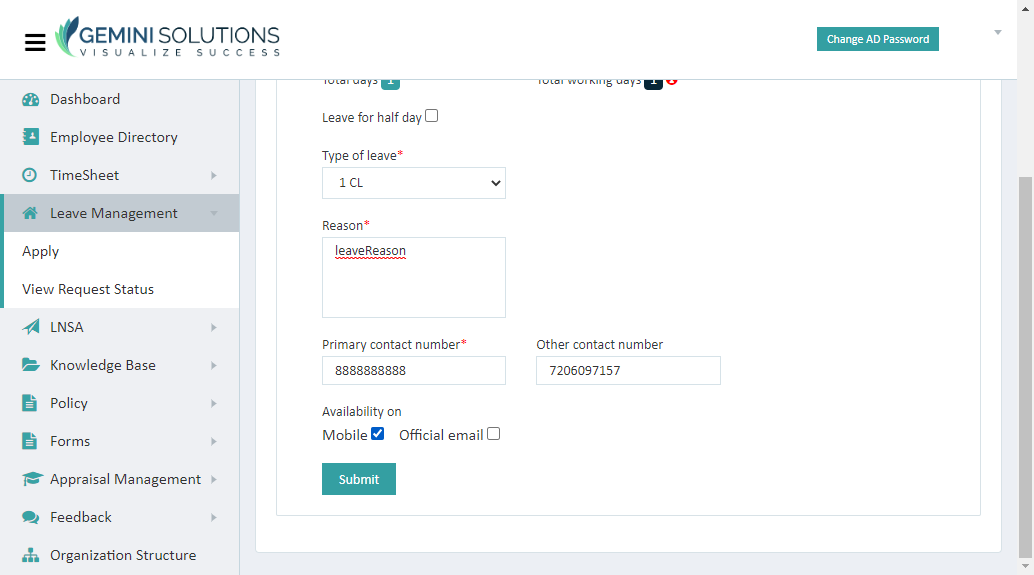 GEMINI SOLUTIONS
VISUALIZE SUCCESS
Change AD Password
Dashboard
Employee Directory
TimeSheet
Leave Management
Apply
View Request Status
LNSA
Knowledge Base
Policy
Forms
Appraisal Management
Feedback
Organization Structure
Total days 1
Total working days 1
Leave for half day
Type of leave*
1 CL
Reason*
leaveReason
Primary contact number*
Other contact number
8888888888
7206097157
Availability on
Mobile
Official email
Submit